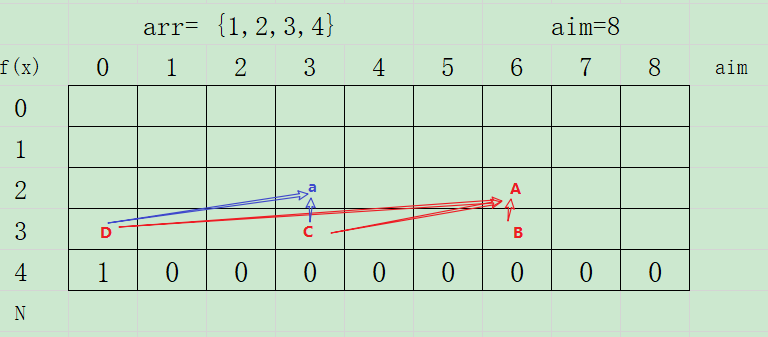 arr= {1,2,3,4} aim=8
f(x) 0 1 2 3 4 5 6 7 8 aim
0
1
2 a A
3 D C B
4 1 0 0 0 0 0 0 0 0
N